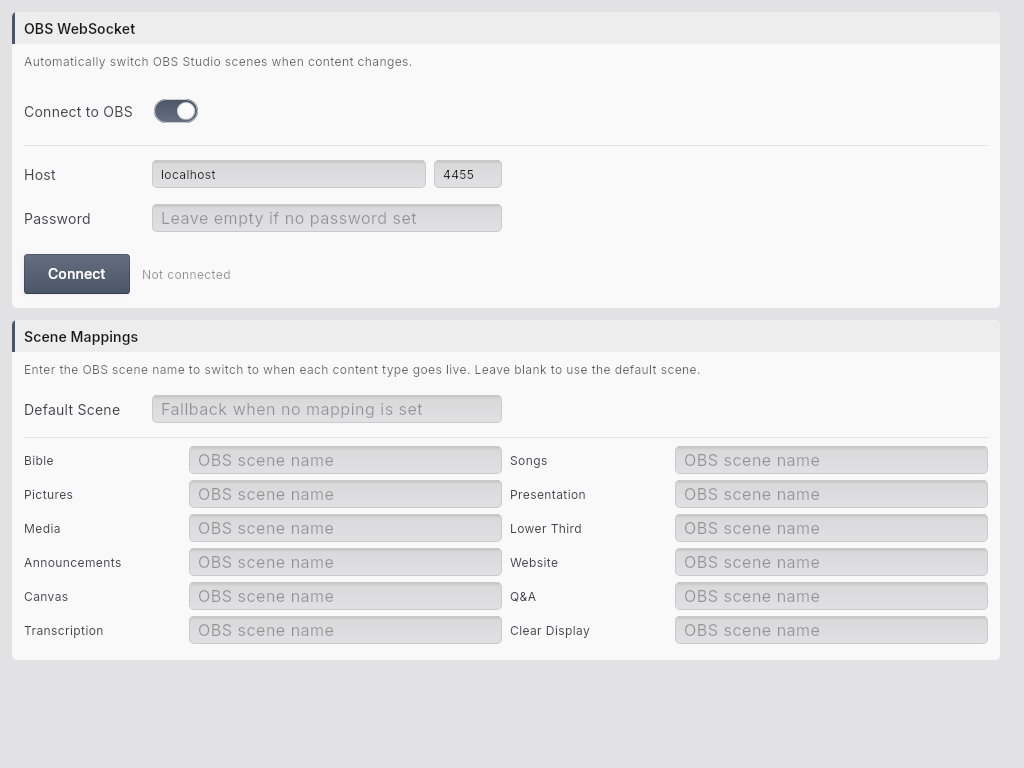 OBS WebSocket
Automatically switch OBS Studio scenes when content changes.
Connect to OBS
Host localhost 4455
Password Leave empty if no password set
Connect Not connected
Scene Mappings
Enter the OBS scene name to switch to when each content type goes live. Leave blank to use the default scene.
Default Scene Fallback when no mapping is set
Bible OBS scene name Songs OBS scene name
Pictures OBS scene name Presentation OBS scene name
Media OBS scene name Lower Third OBS scene name
Announcements OBS scene name Website OBS scene name
Canvas OBS scene name Q&A OBS scene name
Transcription OBS scene name Clear Display OBS scene name